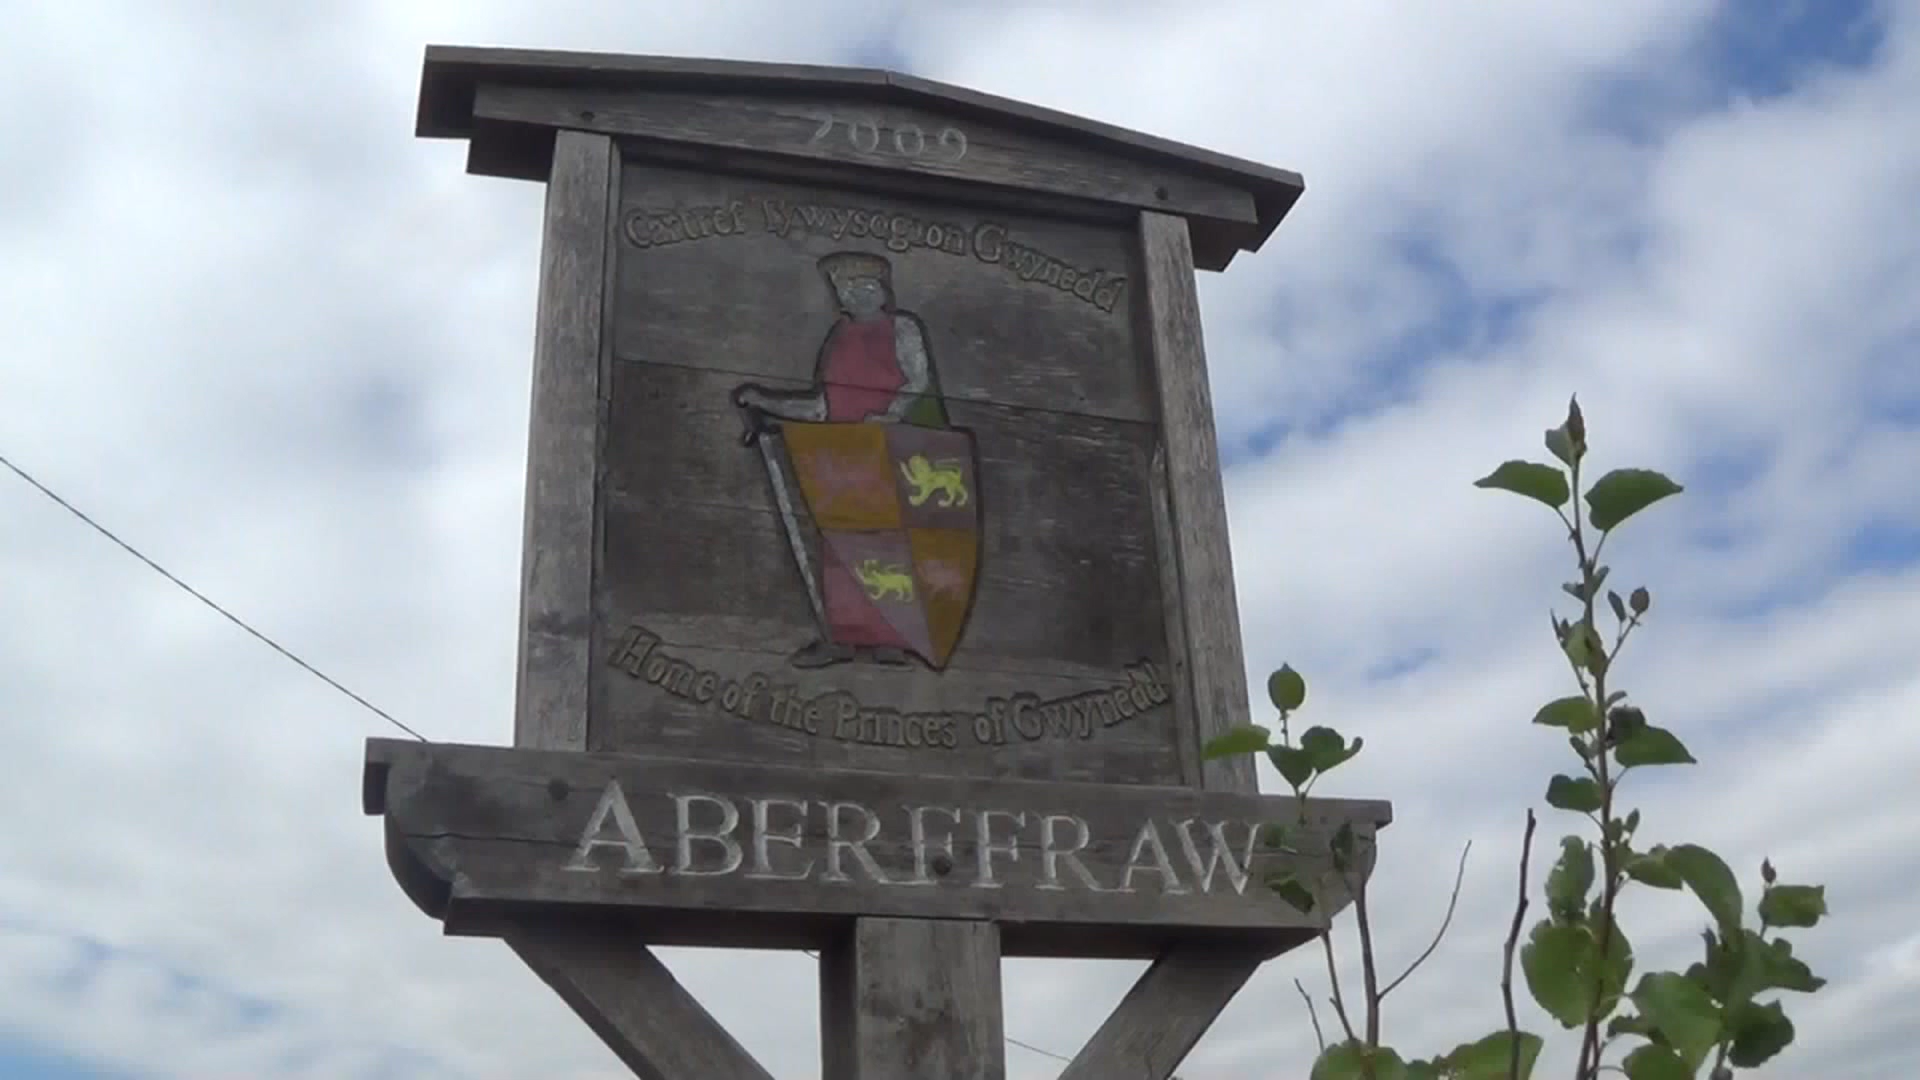 2009
Cartref Tywysogion Gwynedd
Home of the Princes of Gwynedd
ABERFFRAW